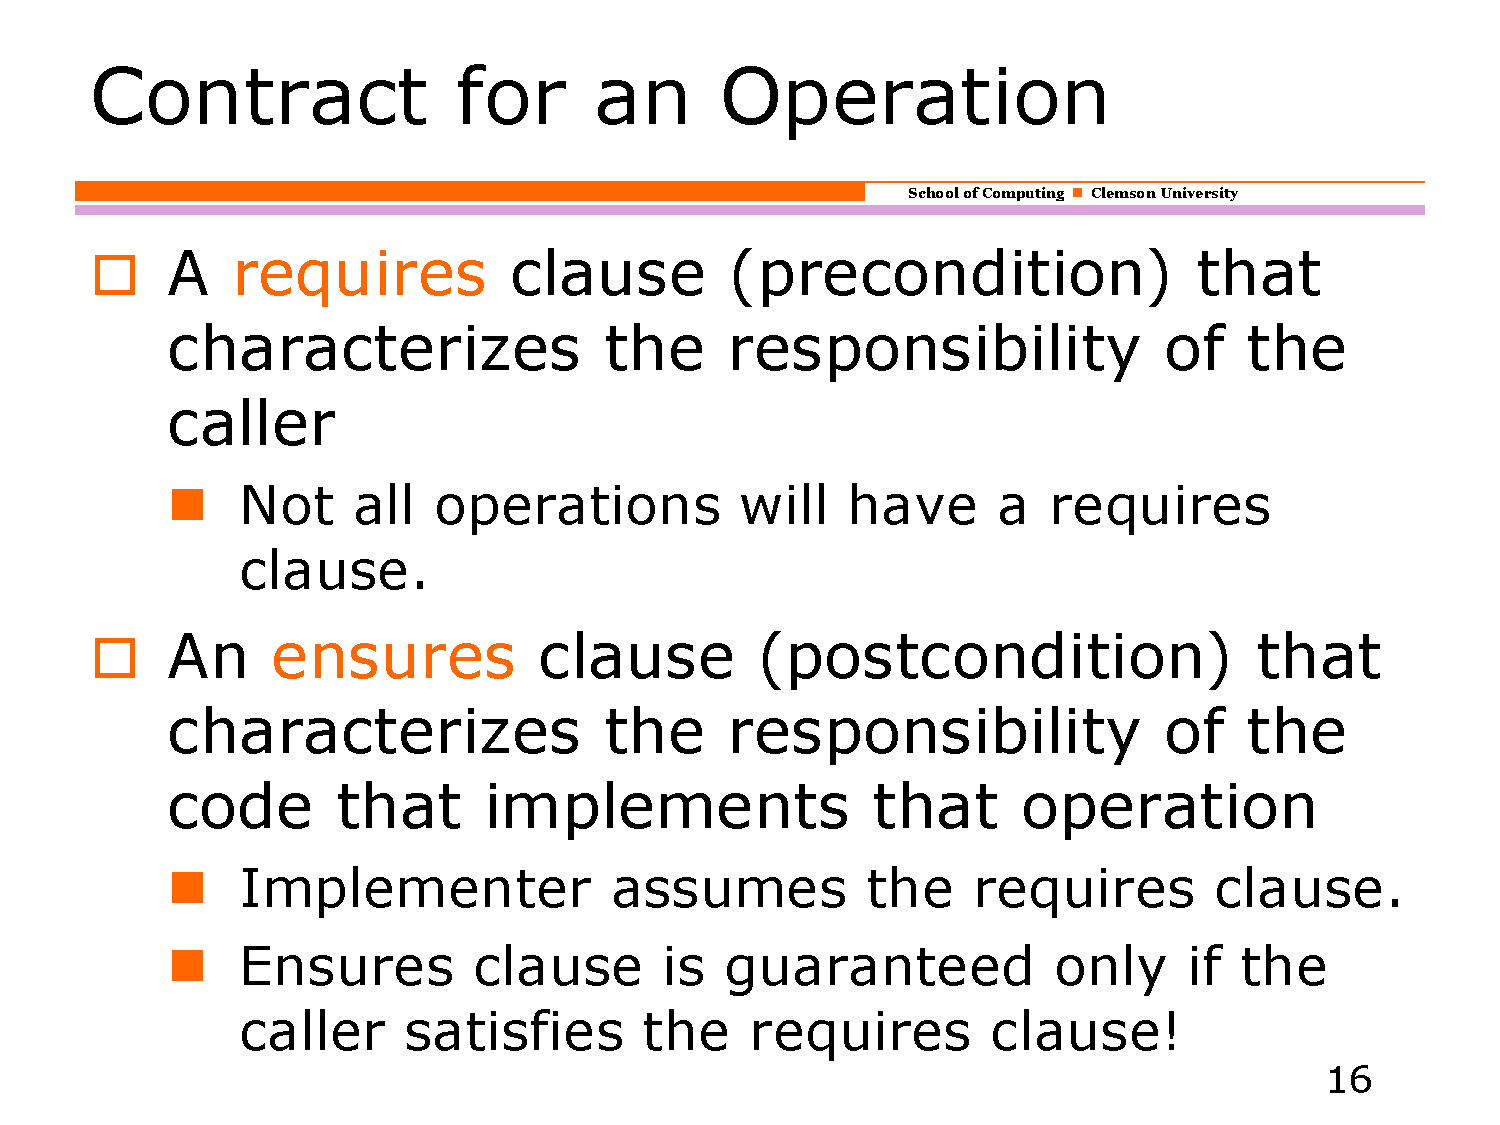 Contract for an Operation
School of Computing ■ Clemson University
□ A requires clause (precondition) that
characterizes the responsibility of the
caller
■ Not all operations will have a requires
clause.
□ An ensures clause (postcondition) that
characterizes the responsibility of the
code that implements that operation
■ Implementer assumes the requires clause.
■ Ensures clause is guaranteed only if the
caller satisfies the requires clause!
16